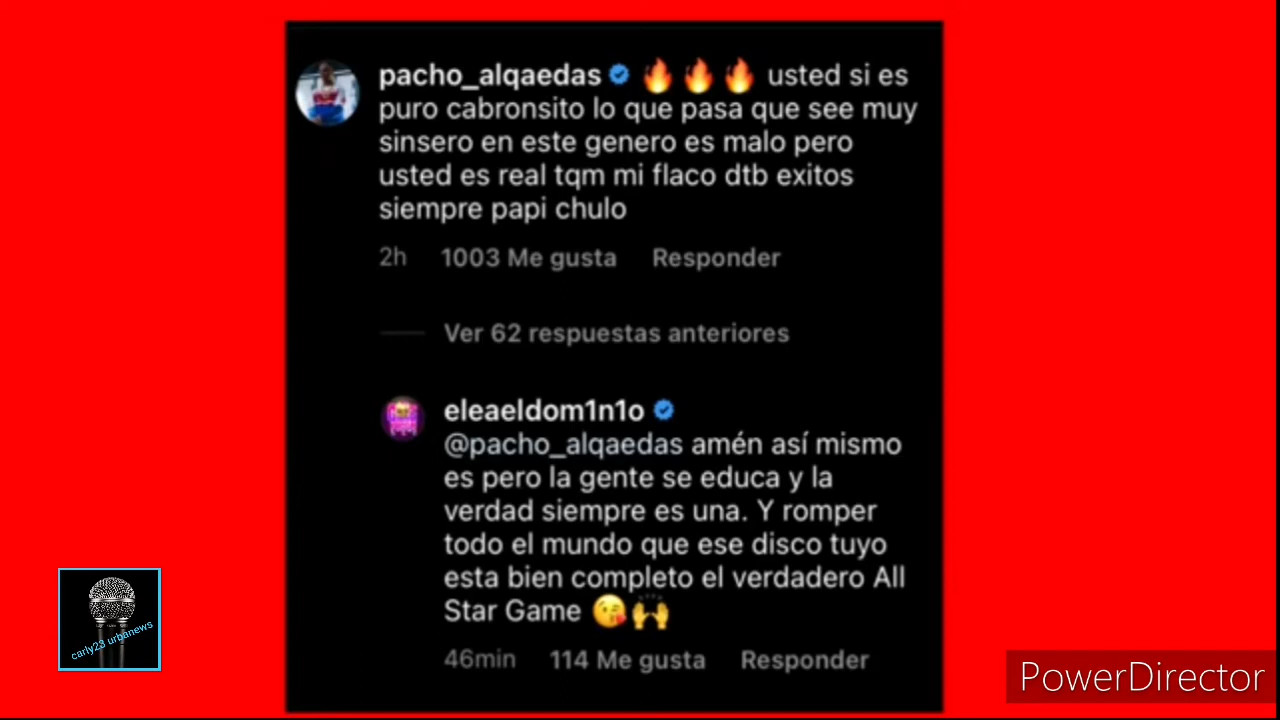 pacho_alqaedas 🔥🔥🔥 usted si es
puro cabronsito lo que pasa que see muy
sinsero en este genero es malo pero
usted es real tqm mi flaco dtb exitos
siempre papi chulo
2h 1003 Me gusta Responder
Ver 62 respuestas anteriores
eleaeldom1n1o
@pacho_alqaedas amén así mismo
es pero la gente se educa y la
verdad siempre es una. Y romper
todo el mundo que ese disco tuyo
esta bien completo el verdadero All
Star Game 😘🙌
46min 114 Me gusta Responder
carly23 urbanews
PowerDirector